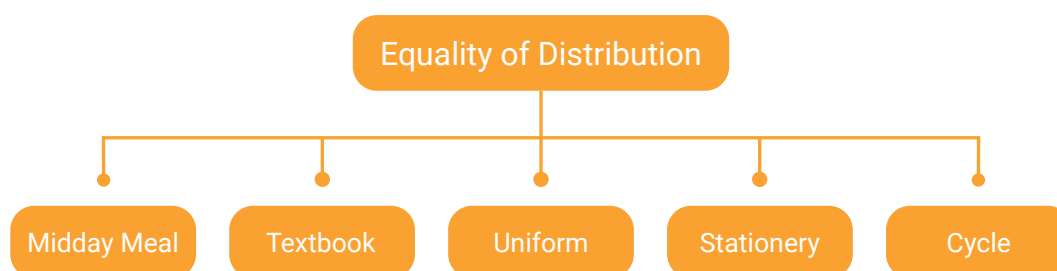 Equality of Distribution
Midday Meal
Textbook
Uniform
Stationery
Cycle